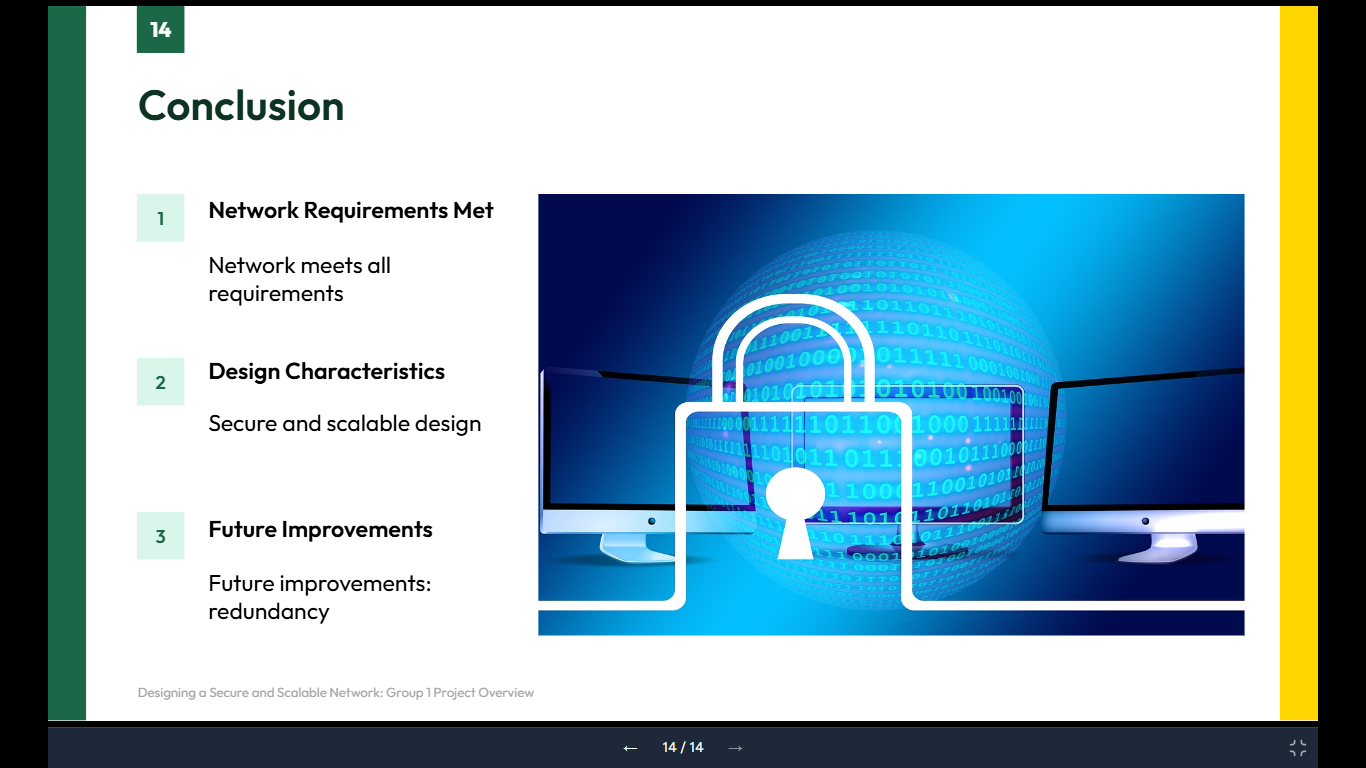 14
Conclusion
1
Network Requirements Met
Network meets all
requirements
2
Design Characteristics
Secure and scalable design
3
Future Improvements
Future improvements:
redundancy
Designing a Secure and Scalable Network: Group 1 Project Overview
← 14 / 14 →